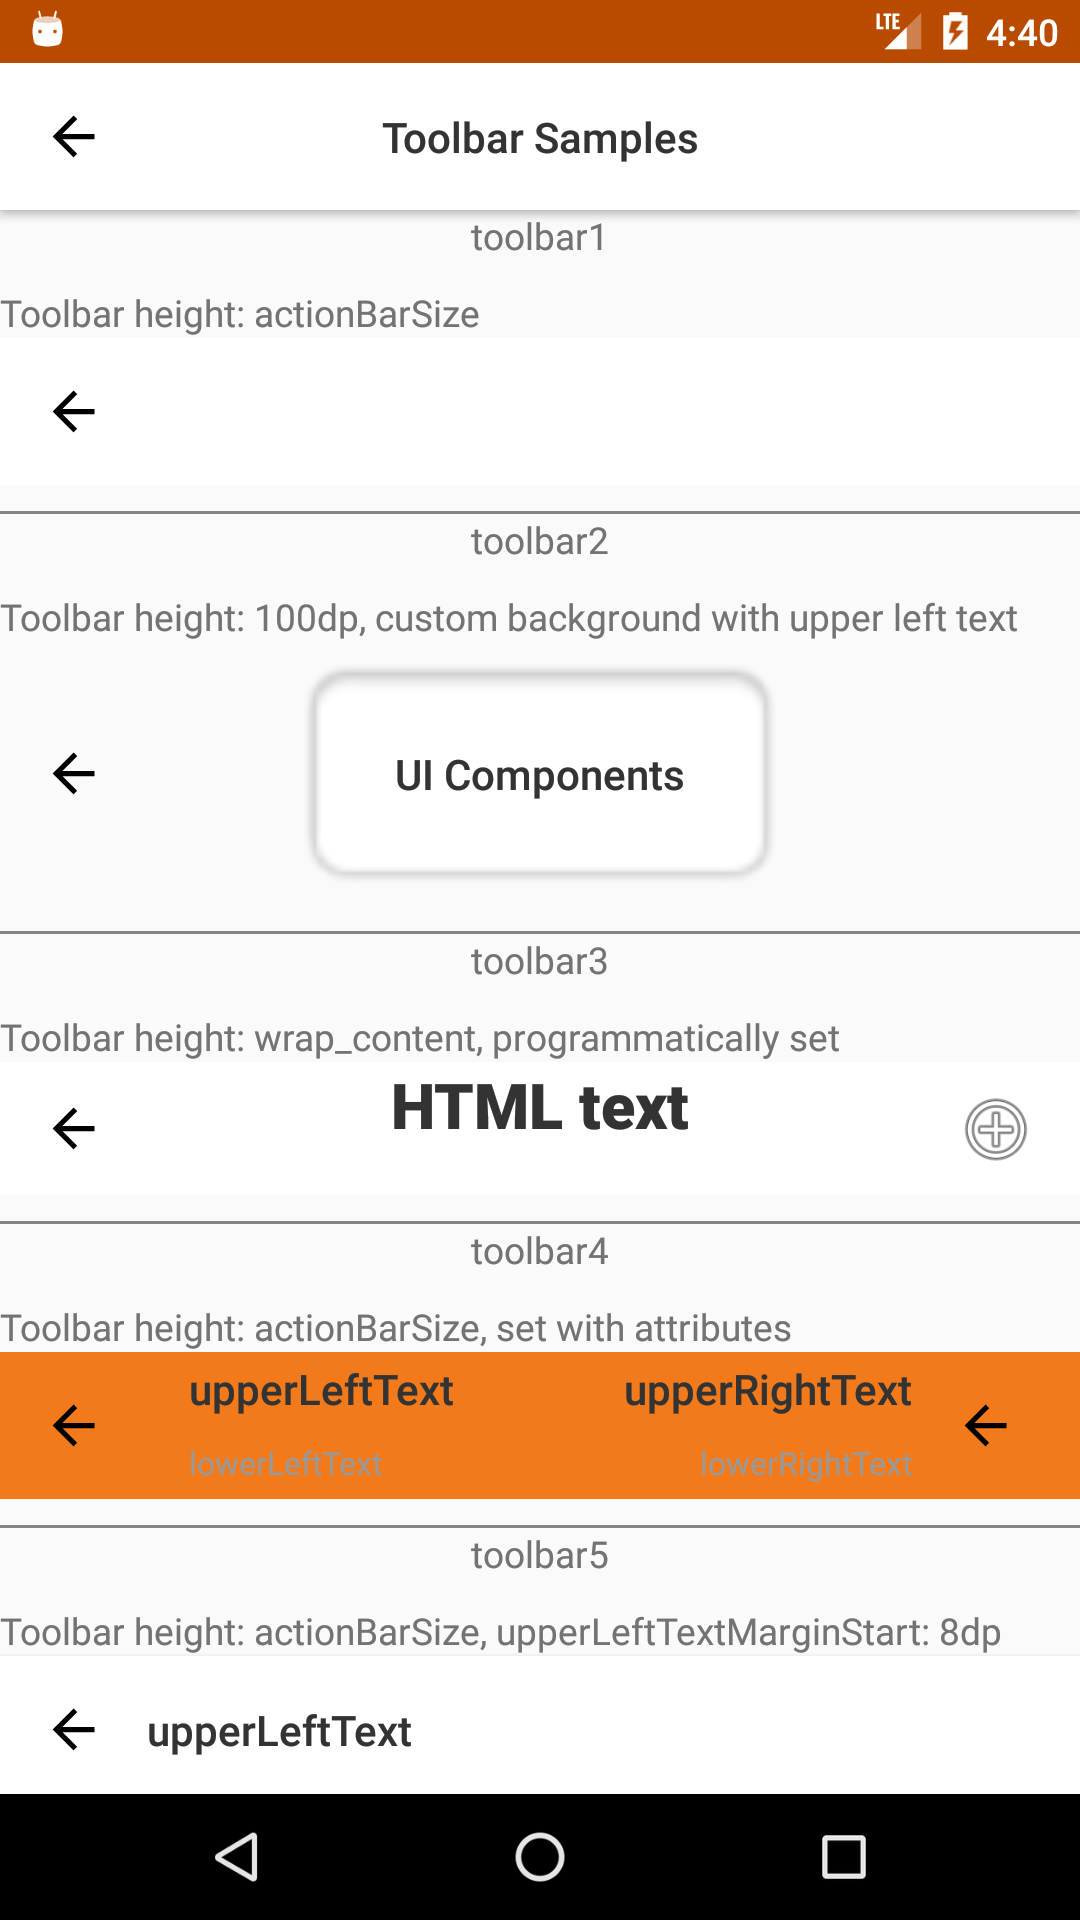 LTE 4:40
Toolbar Samples
toolbar1
Toolbar height: actionBarSize
toolbar2
Toolbar height: 100dp, custom background with upper left text
UI Components
toolbar3
Toolbar height: wrap_content, programmatically set
HTML text
toolbar4
Toolbar height: actionBarSize, set with attributes
upperLeftText upperRightText
lowerLeftText lowerRightText
toolbar5
Toolbar height: actionBarSize, upperLeftTextMarginStart: 8dp
upperLeftText